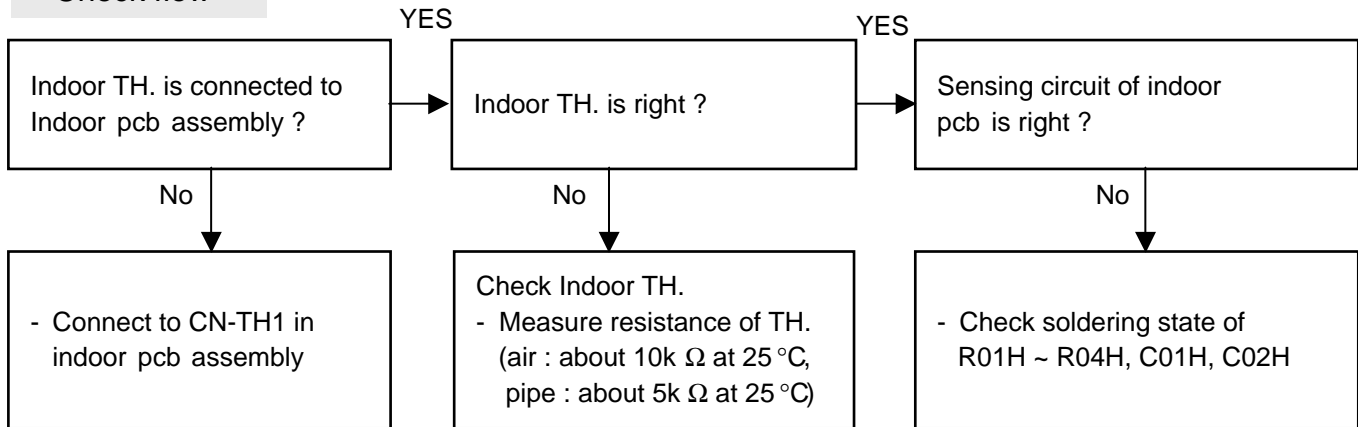 Check flow
YES
YES
Indoor TH. is connected to
Indoor pcb assembly ?
Indoor TH. is right ?
Sensing circuit of indoor
pcb is right ?
No
No
No
- Connect to CN-TH1 in
indoor pcb assembly
Check Indoor TH.
- Measure resistance of TH.
(air : about 10k Ω at 25 °C,
pipe : about 5k Ω at 25 °C)
- Check soldering state of
R01H ~ R04H, C01H, C02H